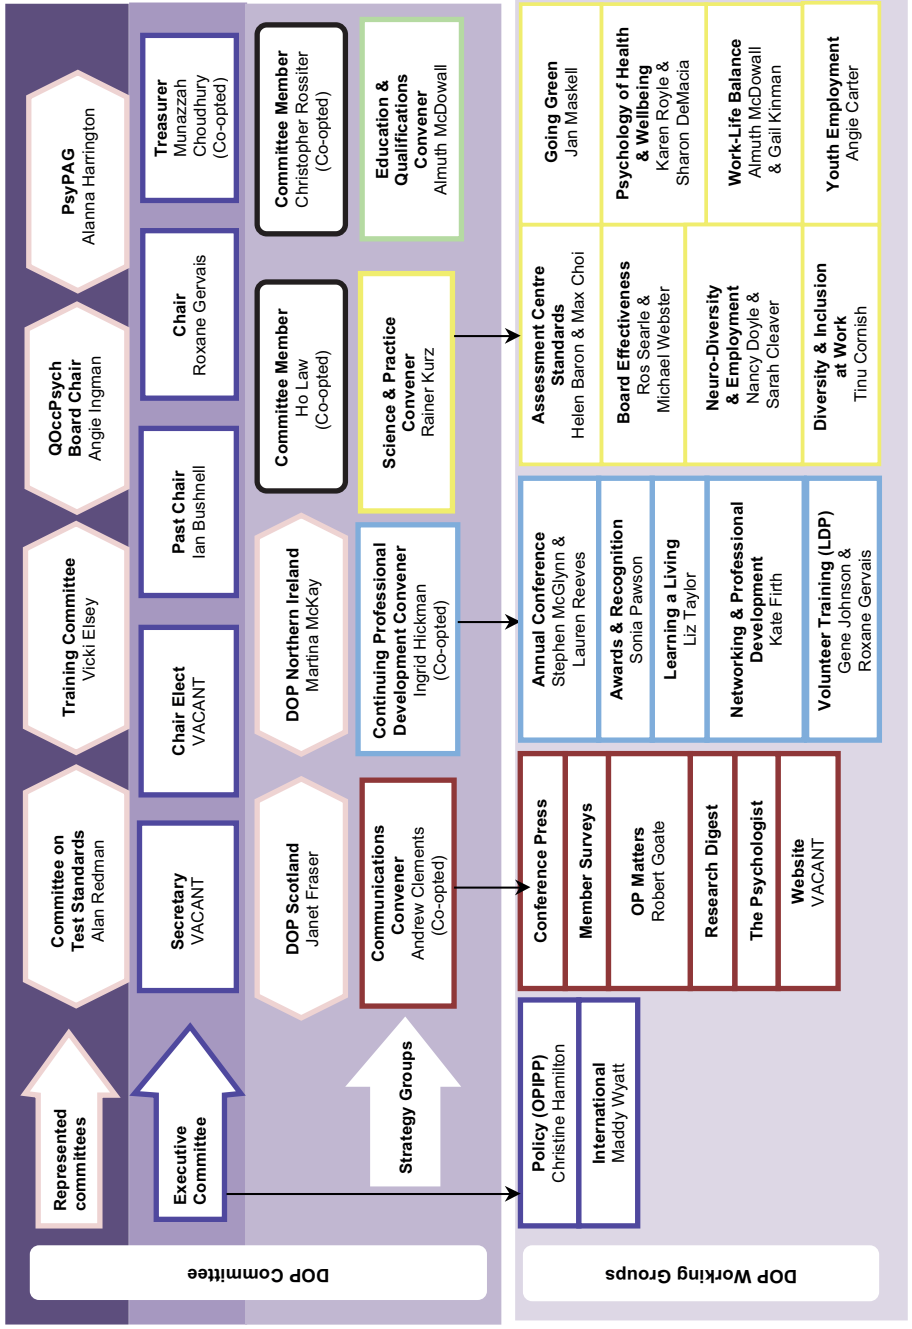 DOP Committee
Represented
committees
Committee on
Test Standards
Alan Redman
Training Committee
Vicki Elsey
QOccPsych
Board Chair
Angie Ingman
PsyPAG
Alanna Harrington
Executive
Committee
Secretary
VACANT
Chair Elect
VACANT
Past Chair
Ian Bushnell
Chair
Roxane Gervais
Treasurer
Munazzah
Choudhury
(Co-opted)
DOP Scotland
Janet Fraser
DOP Northern Ireland
Martina McKay
Committee Member
Ho Law
(Co-opted)
Committee Member
Christopher Rossiter
(Co-opted)
Strategy Groups
Communications
Convener
Andrew Clements
(Co-opted)
Continuing Professional
Development Convener
Ingrid Hickman
(Co-opted)
Science & Practice
Convener
Rainer Kurz
Education &
Qualifications
Convener
Almuth McDowall
DOP Working Groups
Policy (OPIPP)
Christine Hamilton
International
Maddy Wyatt
Conference Press
Member Surveys
OP Matters
Robert Goate
Research Digest
The Psychologist
Website
VACANT
Annual Conference
Stephen McGlynn &
Lauren Reeves
Awards & Recognition
Sonia Pawson
Learning a Living
Liz Taylor
Networking & Professional
Development
Kate Firth
Volunteer Training (LDP)
Gene Johnson &
Roxane Gervais
Assessment Centre
Standards
Helen Baron & Max Choi
Board Effectiveness
Ros Searle &
Michael Webster
Neuro-Diversity
& Employment
Nancy Doyle &
Sarah Cleaver
Diversity & Inclusion
at Work
Tinu Cornish
Going Green
Jan Maskell
Psychology of Health
& Wellbeing
Karen Royle &
Sharon DeMacia
Work-Life Balance
Almuth McDowall
& Gail Kinman
Youth Employment
Angie Carter